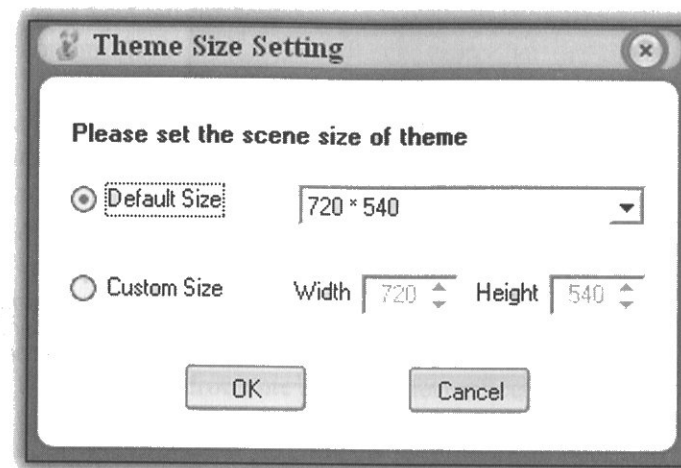 Theme Size Setting
Please set the scene size of theme
Default Size 720 * 540
Custom Size Width 720 Height 540
OK Cancel